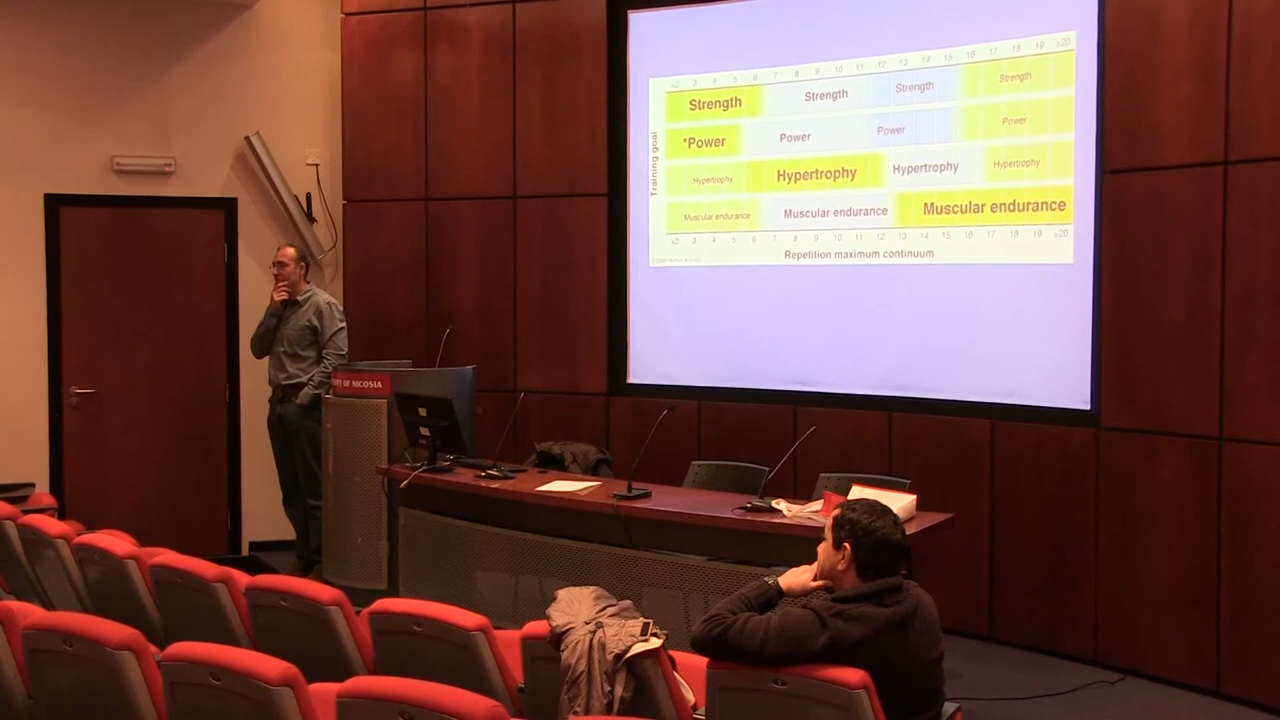 ≤2 3 4 5 6 7 8 9 10 11 12 13 14 15 16 17 18 19 ≥20
Strength Strength Strength Strength
*Power Power Power Power
Hypertrophy Hypertrophy Hypertrophy Hypertrophy
Muscular endurance Muscular endurance Muscular endurance
≤2 3 4 5 6 7 8 9 10 11 12 13 14 15 16 17 18 19 ≥20
Training goal
Repetition maximum continuum
OF NICOSIA